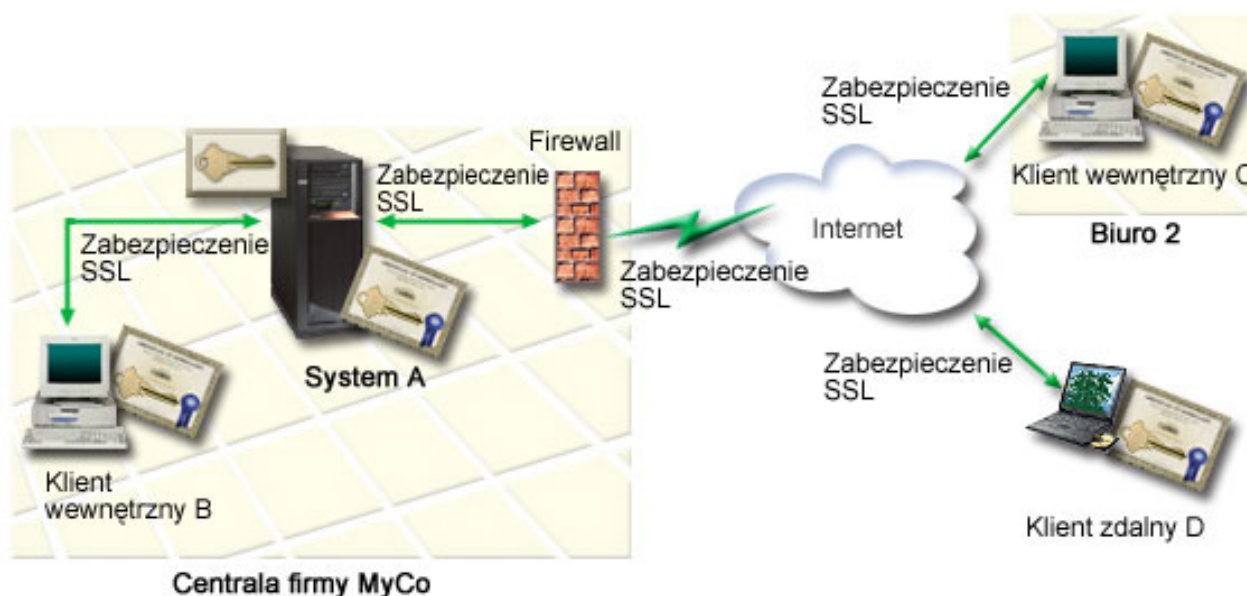 Zabezpieczenie
SSL
Firewall
Zabezpieczenie
SSL
Zabezpieczenie
SSL
System A
Klient
wewnętrzny B
Centrala firmy MyCo
Zabezpieczenie
SSL
Internet
Zabezpieczenie
SSL
Klient wewnętrzny C
Biuro 2
Zabezpieczenie
SSL
Klient zdalny D